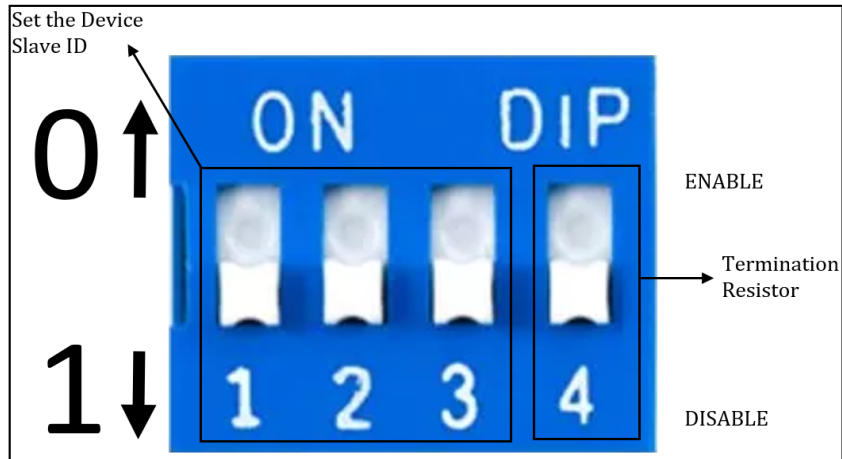 Set the Device
Slave ID
0
ON DIP
ENABLE
Termination
Resistor
1
1 2 3 4
DISABLE